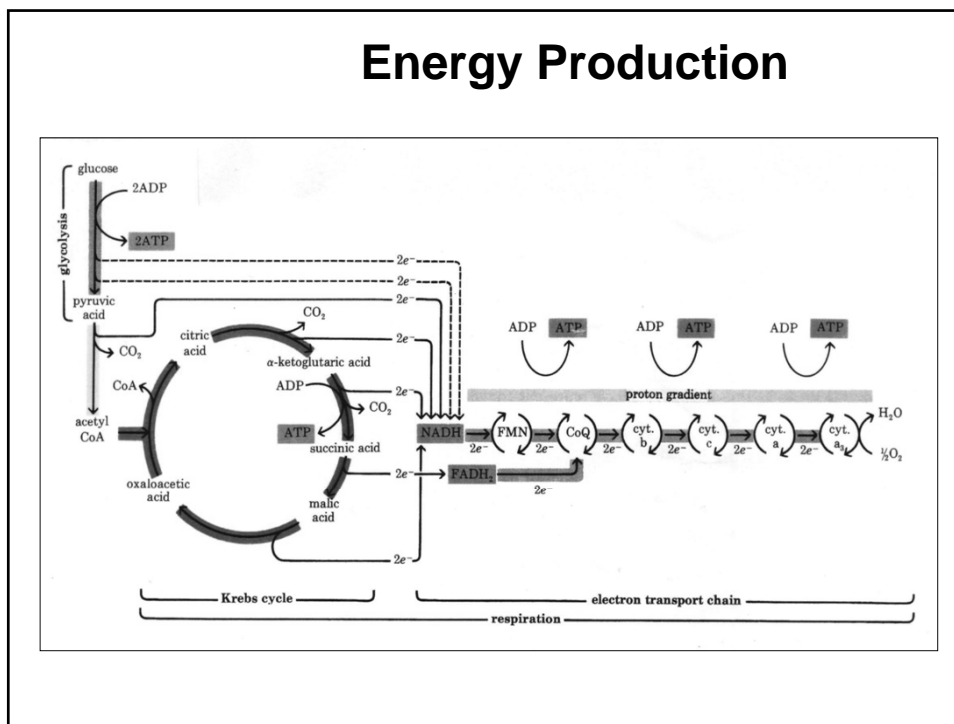 Energy Production
glucose
2ADP
2ATP
glycolysis
pyruvic
acid
CO₂
acetyl
CoA
2e⁻
2e⁻
2e⁻
citric
acid
CO₂
2e⁻
α-ketoglutaric acid
CoA
ADP
2e⁻
CO₂
ATP
succinic acid
oxaloacetic
acid
malic
acid
2e⁻
2e⁻
ADP
ATP
ADP
ATP
ADP
ATP
proton gradient
NADH
2e⁻
FMN
2e⁻
CoQ
2e⁻
cyt.
b
2e⁻
cyt.
c
2e⁻
cyt.
a
2e⁻
cyt.
a₃
H₂O
½O₂
FADH₂
2e⁻
Krebs cycle
electron transport chain
respiration